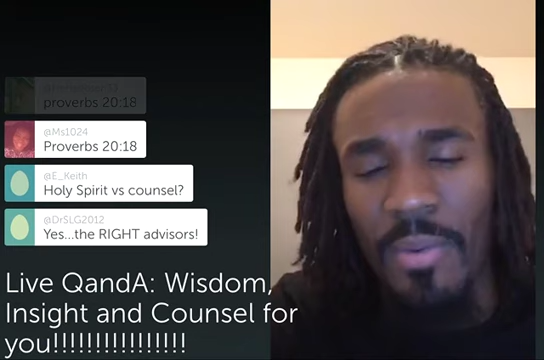 proverbs 20:18
@Ms1024
Proverbs 20:18
@E_Keith
Holy Spirit vs counsel?
@DrSLG2012
Yes...the RIGHT advisors!
Live QandA: Wisdom,
Insight and Counsel for
you!!!!!!!!!!!!!!!!!